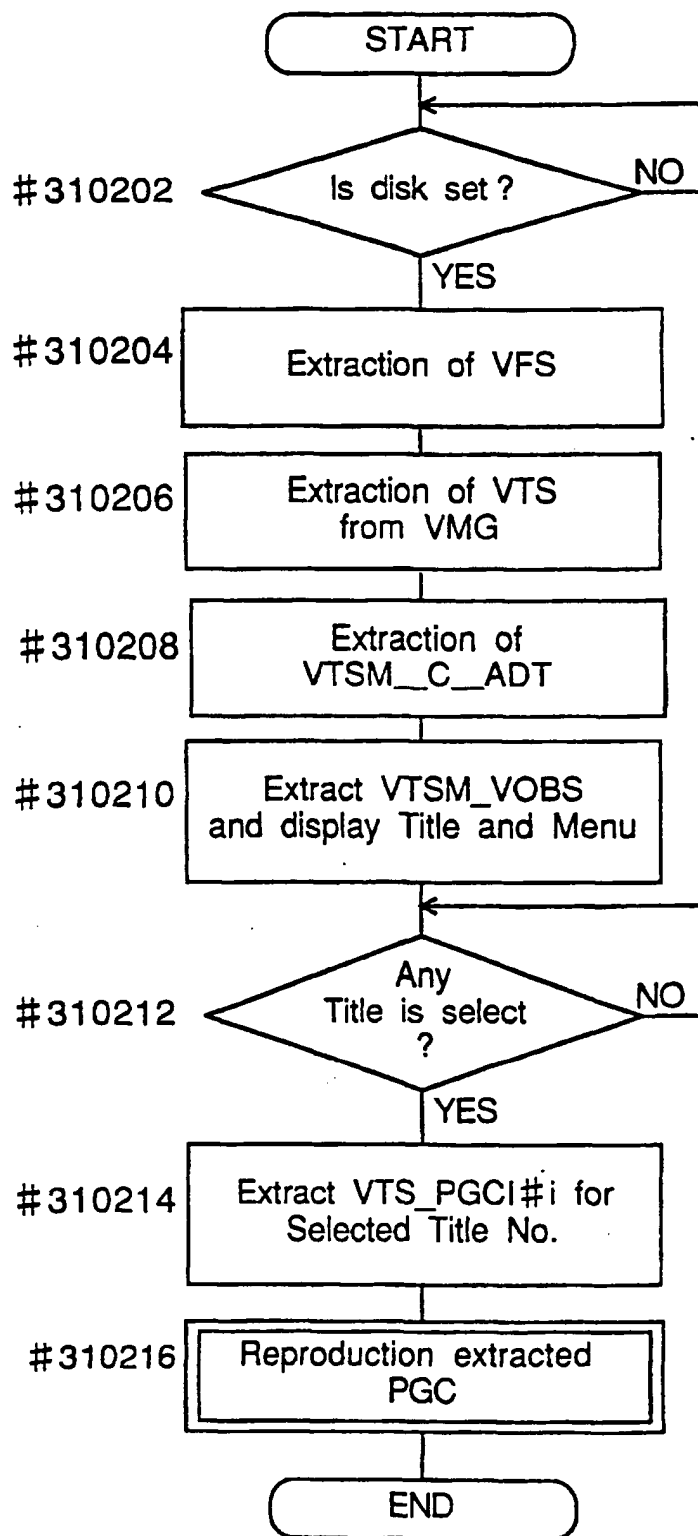 START
#310202
Is disk set ?
NO
YES
#310204
Extraction of VFS
#310206
Extraction of VTS
from VMG
#310208
Extraction of
VTSM__C__ADT
#310210
Extract VTSM_VOBS
and display Title and Menu
#310212
Any
Title is select
?
NO
YES
#310214
Extract VTS_PGCI#i for
Selected Title No.
#310216
Reproduction extracted
PGC
END